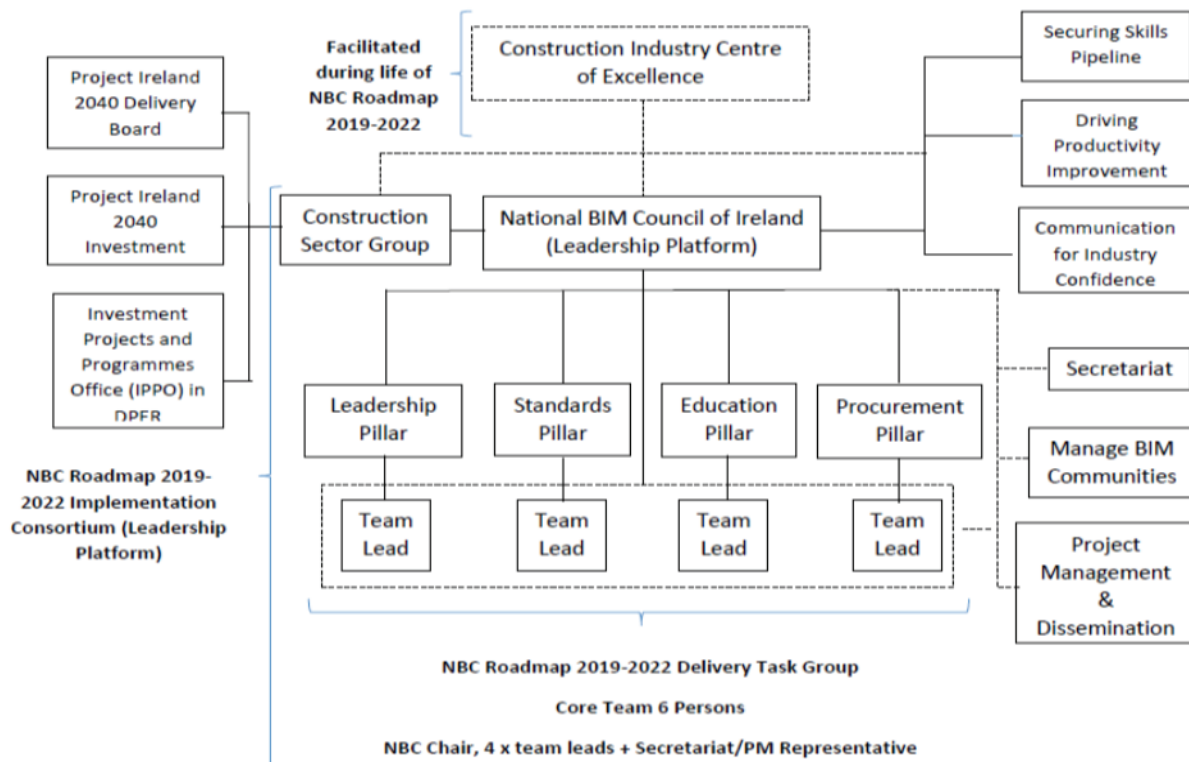 Facilitated
during life of
NBC Roadmap
2019-2022
Construction Industry Centre
of Excellence
Project Ireland
2040 Delivery
Board
Project Ireland
2040
Investment
Investment
Projects and
Programmes
Office (IPPO) in
DPER
Construction
Sector Group
National BIM Council of Ireland
(Leadership Platform)
Securing Skills
Pipeline
Driving
Productivity
Improvement
Communication
for Industry
Confidence
Leadership
Pillar
Standards
Pillar
Education
Pillar
Procurement
Pillar
Secretariat
Manage BIM
Communities
Project
Management
&
Dissemination
NBC Roadmap 2019-
2022 Implementation
Consortium (Leadership
Platform)
Team
Lead
Team
Lead
Team
Lead
Team
Lead
NBC Roadmap 2019-2022 Delivery Task Group
Core Team 6 Persons
NBC Chair, 4 x team leads + Secretariat/PM Representative